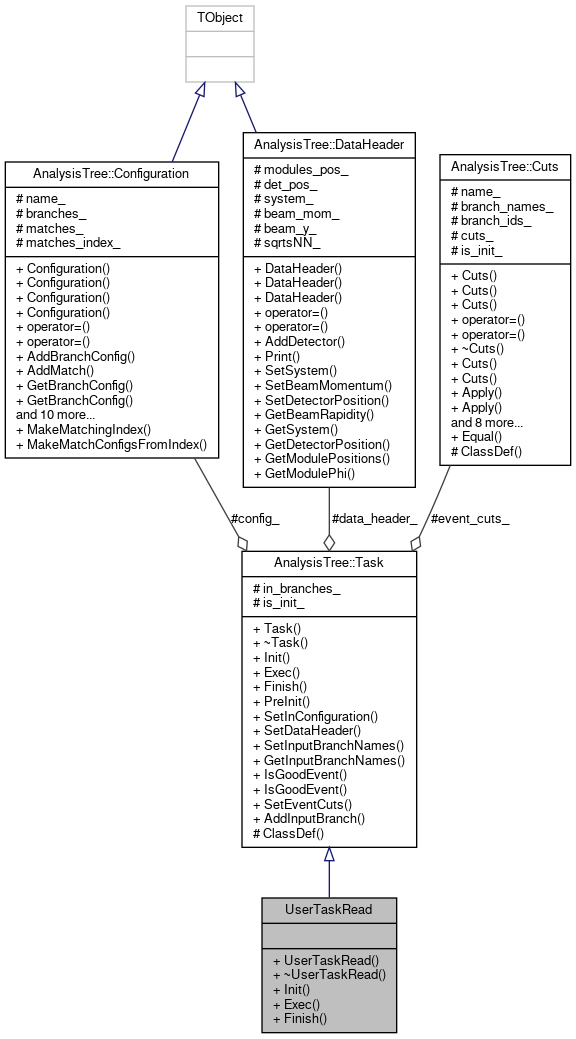 TObject
AnalysisTree::Configuration
# name_
# branches_
# matches_
# matches_index_
+ Configuration()
+ Configuration()
+ Configuration()
+ Configuration()
+ operator=()
+ operator=()
+ AddBranchConfig()
+ AddMatch()
+ GetBranchConfig()
+ GetBranchConfig()
and 10 more...
+ MakeMatchingIndex()
+ MakeMatchConfigsFromIndex()
AnalysisTree::DataHeader
# modules_pos_
# det_pos_
# system_
# beam_mom_
# beam_y_
# sqrtsNN_
+ DataHeader()
+ DataHeader()
+ DataHeader()
+ operator=()
+ operator=()
+ AddDetector()
+ Print()
+ SetSystem()
+ SetBeamMomentum()
+ SetDetectorPosition()
+ GetBeamRapidity()
+ GetSystem()
+ GetDetectorPosition()
+ GetModulePositions()
+ GetModulePhi()
AnalysisTree::Cuts
# name_
# branch_names_
# branch_ids_
# cuts_
# is_init_
+ Cuts()
+ Cuts()
+ Cuts()
+ operator=()
+ operator=()
+ ~Cuts()
+ Cuts()
+ Cuts()
+ Apply()
+ Apply()
and 8 more...
+ Equal()
# ClassDef()
#config_
#data_header_
#event_cuts_
AnalysisTree::Task
# in_branches_
# is_init_
+ Task()
+ ~Task()
+ Init()
+ Exec()
+ Finish()
+ PreInit()
+ SetInConfiguration()
+ SetDataHeader()
+ SetInputBranchNames()
+ GetInputBranchNames()
+ IsGoodEvent()
+ IsGoodEvent()
+ SetEventCuts()
+ AddInputBranch()
# ClassDef()
UserTaskRead
+ UserTaskRead()
+ ~UserTaskRead()
+ Init()
+ Exec()
+ Finish()